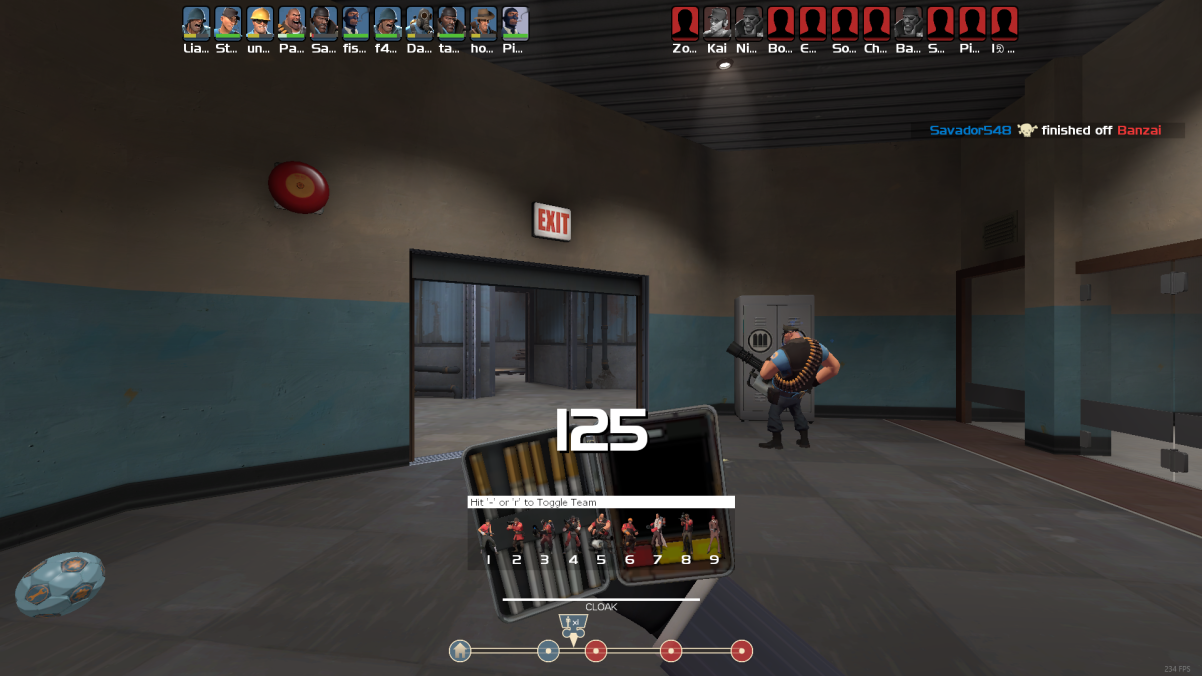 Lia... St... un... Pa... Sa... fis... f4... Da... ta... ho... Pi...
Zo... Kai Ni... Bo... E... So... Ch... Ba... S... Pi...
Savador548 finished off Banzai
EXIT
125
Hit '-' or 'r' to Toggle Team
1 2 3 4 5 6 7 8 9
CLOAK
x1
234 FPS